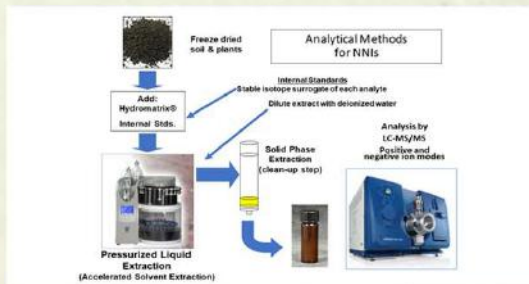 Analytical Methods
for NNIs
Freeze dried
soil & plants
Internal Standards
Stable isotope surrogate of each analyte
Add:
Hydromatrix®
Internal Stds.
Dilute extract with deionized water
Solid Phase
Extraction
(clean-up step)
Analysis by
LC-MS/MS
Positive and
negative ion modes
Pressurized Liquid
Extraction
(Accelerated Solvent Extraction)